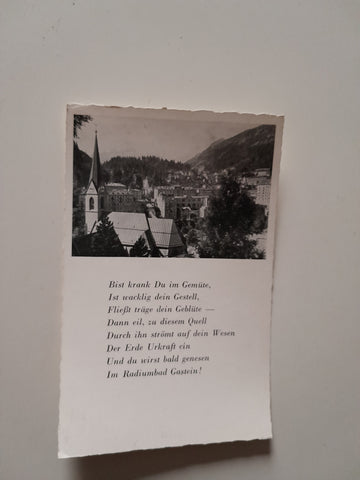 Bist krank Du im Gemüte,
Ist wacklig dein Gestell,
Fließt träge dein Geblüte —
Dann eil, zu diesem Quell
Durch ihn strömt auf dein Wesen
Der Erde Urkraft ein
Und du wirst bald genesen
Im Radiumbad Gastein!